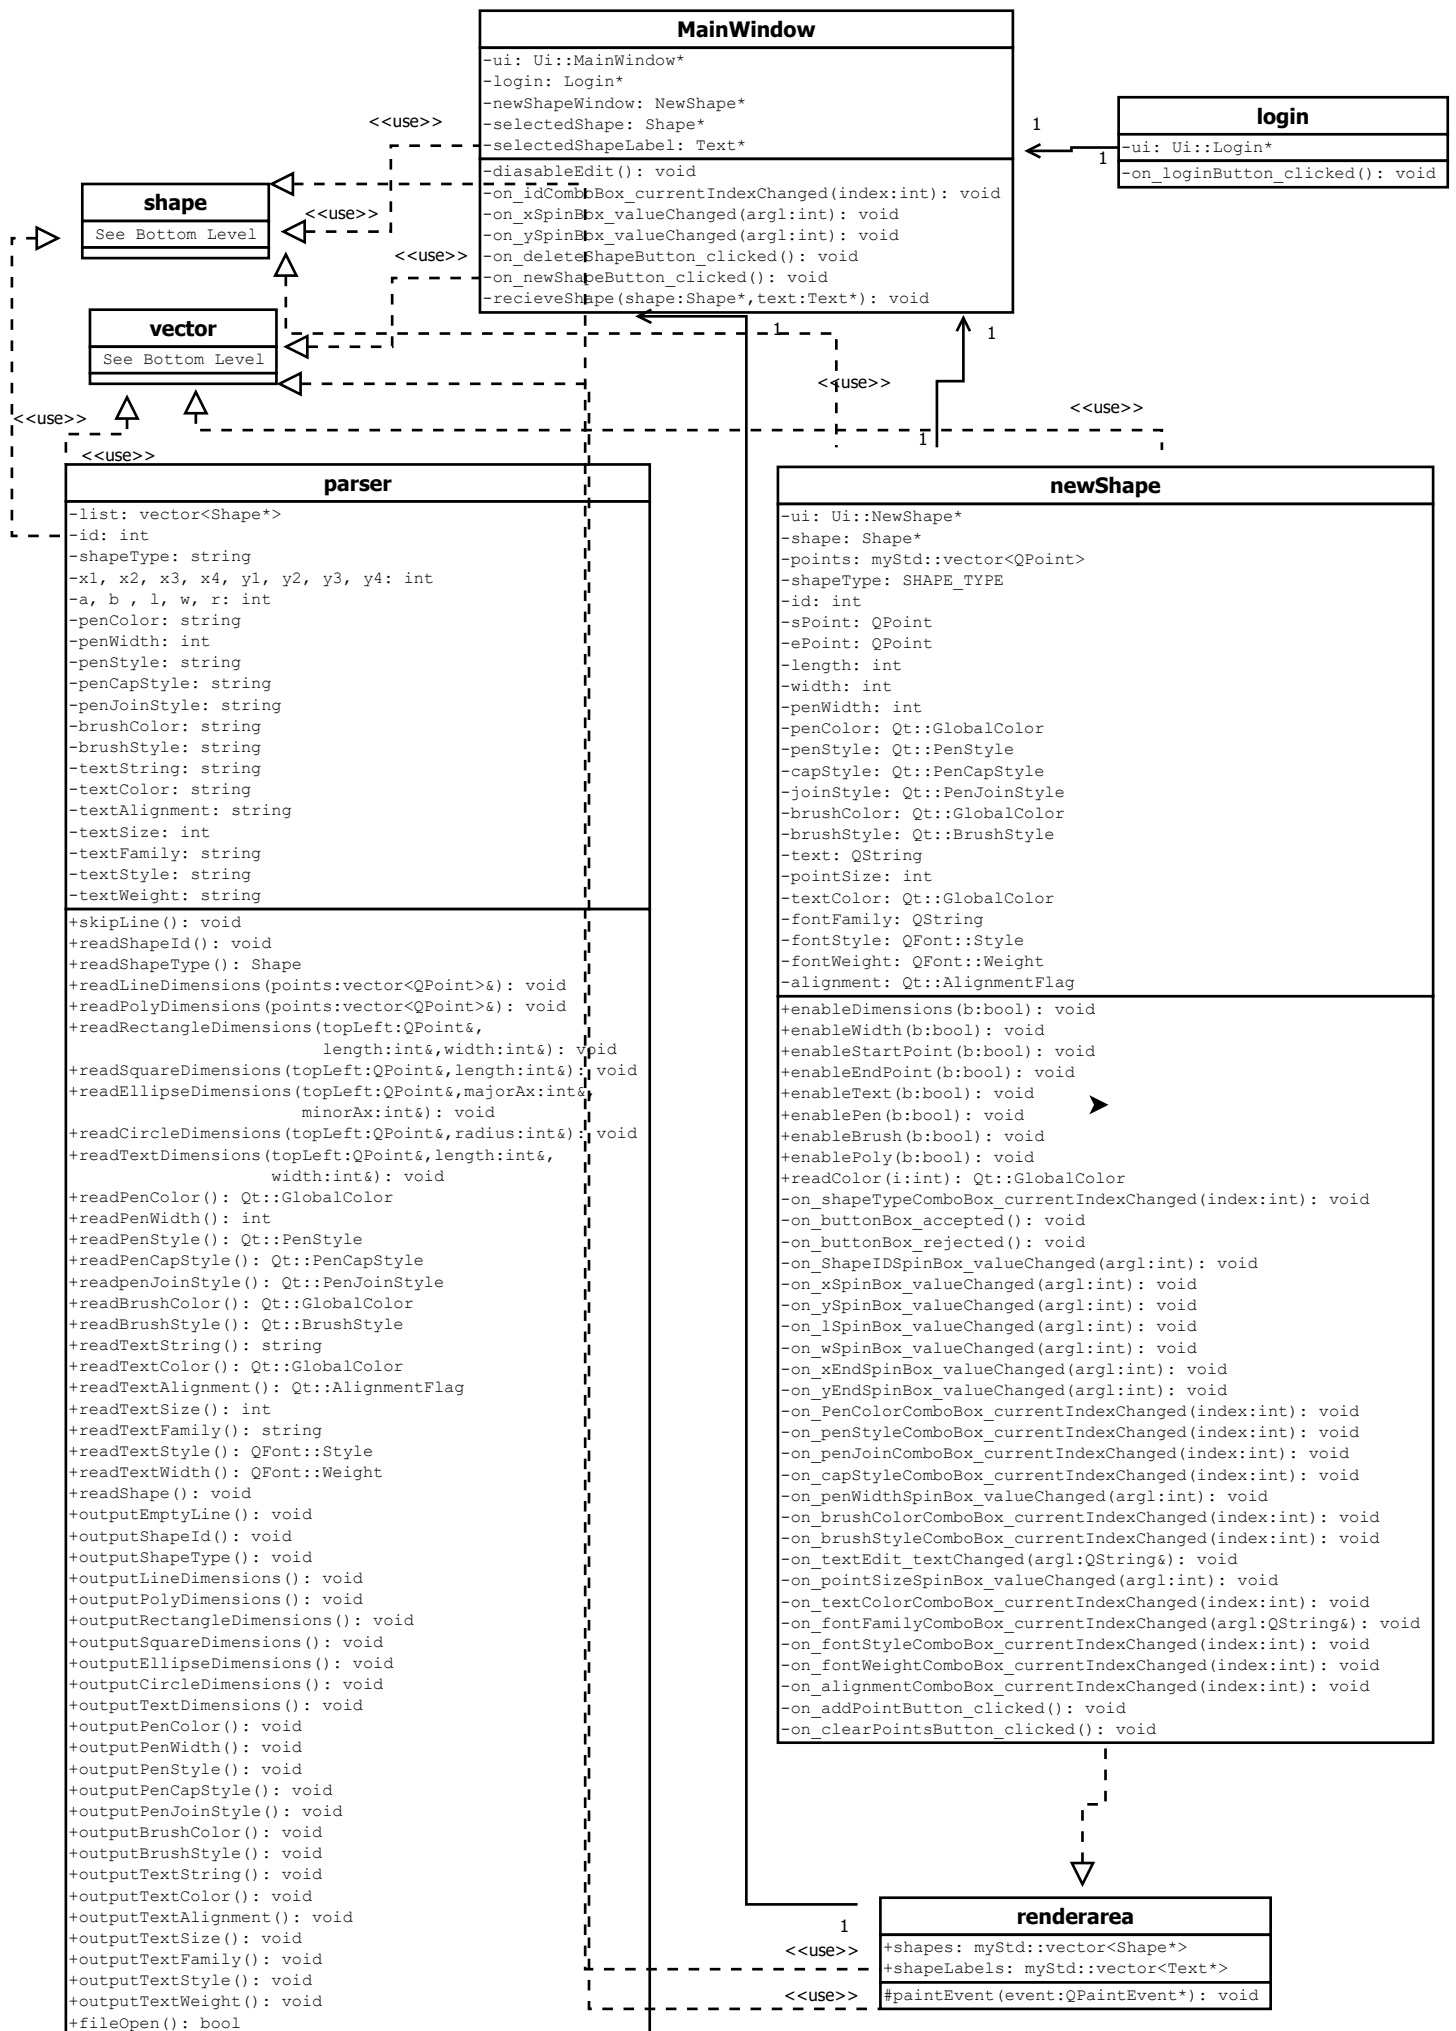 MainWindow
-ui: Ui::MainWindow*
-login: Login*
-newShapeWindow: NewShape*
-selectedShape: Shape*
-selectedShapeLabel: Text*
-diasableEdit(): void
-on_idComboBox_currentIndexChanged(index:int): void
-on_xSpinBox_valueChanged(argl:int): void
-on_ySpinBox_valueChanged(argl:int): void
-on_deleteShapeButton_clicked(): void
-on_newShapeButton_clicked(): void
-recieveShape(shape:Shape*,text:Text*): void
login
-ui: Ui::Login*
-on_loginButton_clicked(): void
1
1
<<use>>
<<use>>
<<use>>
shape
See Bottom Level
vector
See Bottom Level
1
1
<<use>>
<<use>>
1
<<use>>
<<use>>
parser
-list: vector<Shape*>
-id: int
-shapeType: string
-x1, x2, x3, x4, y1, y2, y3, y4: int
-a, b , l, w, r: int
-penColor: string
-penWidth: int
-penStyle: string
-penCapStyle: string
-penJoinStyle: string
-brushColor: string
-brushStyle: string
-textString: string
-textColor: string
-textAlignment: string
-textSize: int
-textFamily: string
-textStyle: string
-textWeight: string
+skipLine(): void
+readShapeId(): void
+readShapeType(): Shape
+readLineDimensions(points:vector<QPoint>&): void
+readPolyDimensions(points:vector<QPoint>&): void
+readRectangleDimensions(topLeft:QPoint&,
length:int&,width:int&): void
+readSquareDimensions(topLeft:QPoint&,length:int&): void
+readEllipseDimensions(topLeft:QPoint&,majorAx:int&,
minorAx:int&): void
+readCircleDimensions(topLeft:QPoint&,radius:int&): void
+readTextDimensions(topLeft:QPoint&,length:int&,
width:int&): void
+readPenColor(): Qt::GlobalColor
+readPenWidth(): int
+readPenStyle(): Qt::PenStyle
+readPenCapStyle(): Qt::PenCapStyle
+readpenJoinStyle(): Qt::PenJoinStyle
+readBrushColor(): Qt::GlobalColor
+readBrushStyle(): Qt::BrushStyle
+readTextString(): string
+readTextColor(): Qt::GlobalColor
+readTextAlignment(): Qt::AlignmentFlag
+readTextSize(): int
+readTextFamily(): string
+readTextStyle(): QFont::Style
+readTextWidth(): QFont::Weight
+readShape(): void
+outputEmptyLine(): void
+outputShapeId(): void
+outputShapeType(): void
+outputLineDimensions(): void
+outputPolyDimensions(): void
+outputRectangleDimensions(): void
+outputSquareDimensions(): void
+outputEllipseDimensions(): void
+outputCircleDimensions(): void
+outputTextDimensions(): void
+outputPenColor(): void
+outputPenWidth(): void
+outputPenStyle(): void
+outputPenCapStyle(): void
+outputPenJoinStyle(): void
+outputBrushColor(): void
+outputBrushStyle(): void
+outputTextString(): void
+outputTextColor(): void
+outputTextAlignment(): void
+outputTextSize(): void
+outputTextFamily(): void
+outputTextStyle(): void
+outputTextWeight(): void
+fileOpen(): bool
newShape
-ui: Ui::NewShape*
-shape: Shape*
-points: myStd::vector<QPoint>
-shapeType: SHAPE_TYPE
-id: int
-sPoint: QPoint
-ePoint: QPoint
-length: int
-width: int
-penWidth: int
-penColor: Qt::GlobalColor
-penStyle: Qt::PenStyle
-capStyle: Qt::PenCapStyle
-joinStyle: Qt::PenJoinStyle
-brushColor: Qt::GlobalColor
-brushStyle: Qt::BrushStyle
-text: QString
-pointSize: int
-textColor: Qt::GlobalColor
-fontFamily: QString
-fontStyle: QFont::Style
-fontWeight: QFont::Weight
-alignment: Qt::AlignmentFlag
+enableDimensions(b:bool): void
+enableWidth(b:bool): void
+enableStartPoint(b:bool): void
+enableEndPoint(b:bool): void
+enableText(b:bool): void
+enablePen(b:bool): void
+enableBrush(b:bool): void
+enablePoly(b:bool): void
+readColor(i:int): Qt::GlobalColor
-on_shapeTypeComboBox_currentIndexChanged(index:int): void
-on_buttonBox_accepted(): void
-on_buttonBox_rejected(): void
-on_ShapeIDSpinBox_valueChanged(argl:int): void
-on_xSpinBox_valueChanged(argl:int): void
-on_ySpinBox_valueChanged(argl:int): void
-on_lSpinBox_valueChanged(argl:int): void
-on_wSpinBox_valueChanged(argl:int): void
-on_xEndSpinBox_valueChanged(argl:int): void
-on_yEndSpinBox_valueChanged(argl:int): void
-on_PenColorComboBox_currentIndexChanged(index:int): void
-on_penStyleComboBox_currentIndexChanged(index:int): void
-on_penJoinComboBox_currentIndexChanged(index:int): void
-on_capStyleComboBox_currentIndexChanged(index:int): void
-on_penWidthSpinBox_valueChanged(argl:int): void
-on_brushColorComboBox_currentIndexChanged(index:int): void
-on_brushStyleComboBox_currentIndexChanged(index:int): void
-on_textEdit_textChanged(argl:QString&): void
-on_pointSizeSpinBox_valueChanged(argl:int): void
-on_textColorComboBox_currentIndexChanged(index:int): void
-on_fontFamilyComboBox_currentIndexChanged(argl:QString&): void
-on_fontStyleComboBox_currentIndexChanged(index:int): void
-on_fontWeightComboBox_currentIndexChanged(index:int): void
-on_alignmentComboBox_currentIndexChanged(index:int): void
-on_addPointButton_clicked(): void
-on_clearPointsButton_clicked(): void
1
<<use>>
<<use>>
renderarea
+shapes: myStd::vector<Shape*>
+shapeLabels: myStd::vector<Text*>
#paintEvent(event:QPaintEvent*): void